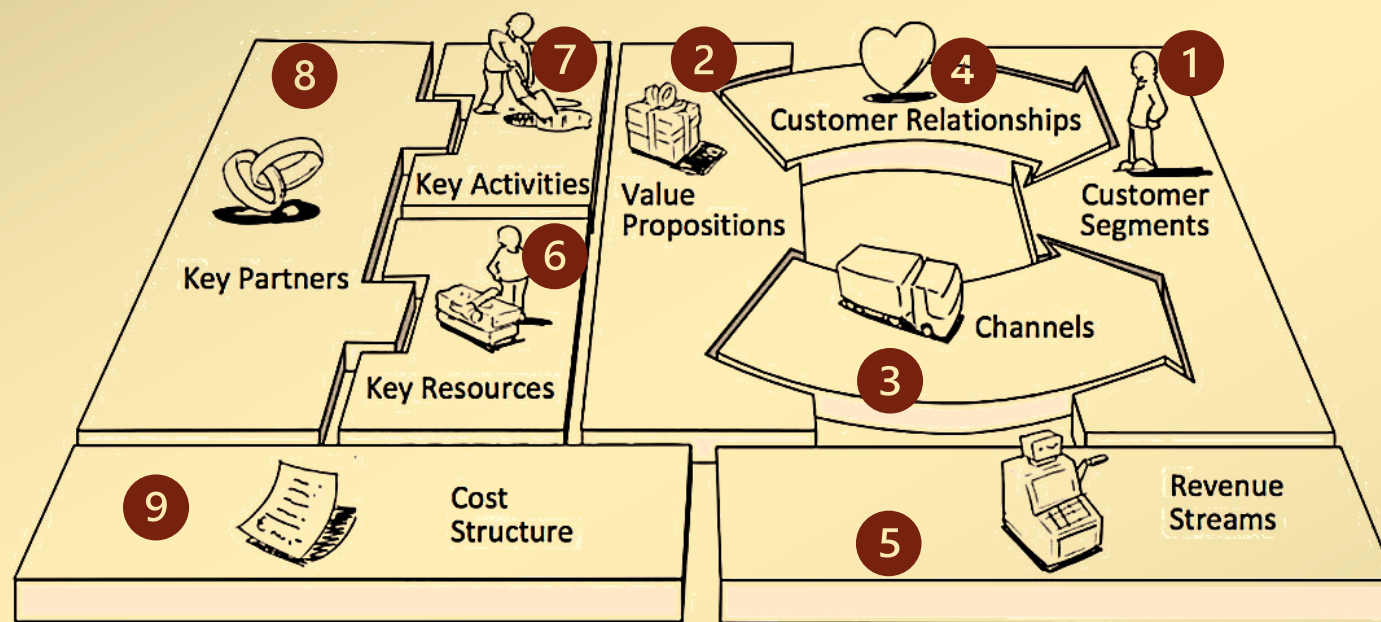 8
7
2
4
1
Customer Relationships
Key Activities
Value
Propositions
Customer
Segments
6
Key Partners
Channels
3
Key Resources
9
Cost
Structure
5
Revenue
Streams